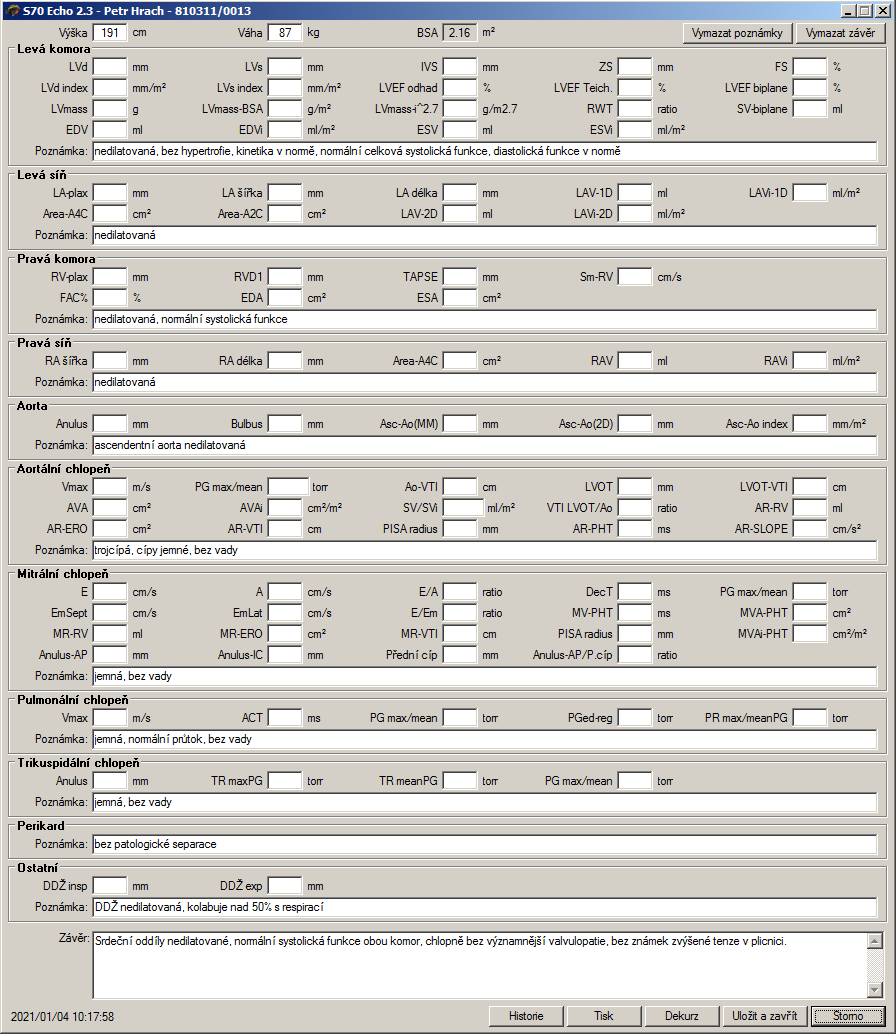 S70 Echo 2.3 - Petr Hrach - 810311/0013
Výška 191 cm Váha 87 kg BSA 2.16 m² Vymazat poznámky Vymazat závěr
Levá komora
LVd mm LVs mm IVS mm ZS mm FS %
LVd index mm/m² LVs index mm/m² LVEF odhad % LVEF Teich. % LVEF biplane %
LVmass g LVmass-BSA g/m² LVmass-i^2.7 g/m2.7 RWT ratio SV-biplane ml
EDV ml EDVi ml/m² ESV ml ESVi ml/m²
Poznámka: nedilatovaná, bez hypertrofie, kinetika v normě, normální celková systolická funkce, diastolická funkce v normě
Levá síň
LA-plax mm LA šířka mm LA délka mm LAV-1D ml LAVi-1D ml/m²
Area-A4C cm² Area-A2C cm² LAV-2D ml LAVi-2D ml/m²
Poznámka: nedilatovaná
Pravá komora
RV-plax mm RVD1 mm TAPSE mm Sm-RV cm/s
FAC% % EDA cm² ESA cm²
Poznámka: nedilatovaná, normální systolická funkce
Pravá síň
RA šířka mm RA délka mm Area-A4C cm² RAV ml RAVi ml/m²
Poznámka: nedilatovaná
Aorta
Anulus mm Bulbus mm Asc-Ao(MM) mm Asc-Ao(2D) mm Asc-Ao index mm/m²
Poznámka: ascendentní aorta nedilatovaná
Aortální chlopeň
Vmax m/s PG max/mean torr Ao-VTI cm LVOT mm LVOT-VTI cm
AVA cm² AVAi cm²/m² SV/SVi ml/m² VTI LVOT/Ao ratio AR-RV ml
AR-ERO cm² AR-VTI cm PISA radius mm AR-PHT ms AR-SLOPE cm/s²
Poznámka: trojcípá, cípy jemné, bez vady
Mitrální chlopeň
E cm/s A cm/s E/A ratio DecT ms PG max/mean torr
EmSept cm/s EmLat cm/s E/Em ratio MV-PHT ms MVA-PHT cm²
MR-RV ml MR-ERO cm² MR-VTI cm PISA radius mm MVAi-PHT cm²/m²
Anulus-AP mm Anulus-IC mm Přední cíp mm Anulus-AP/P.cíp ratio
Poznámka: jemná, bez vady
Pulmonální chlopeň
Vmax m/s ACT ms PG max/mean torr PGed-reg torr PR max/meanPG torr
Poznámka: jemná, normální průtok, bez vady
Trikuspidální chlopeň
Anulus mm TR maxPG torr TR meanPG torr PG max/mean torr
Poznámka: jemná, bez vady
Perikard
Poznámka: bez patologické separace
Ostatní
DDŽ insp mm DDŽ exp mm
Poznámka: DDŽ nedilatovaná, kolabuje nad 50% s respirací
Závěr: Srdeční oddíly nedilatované, normální systolická funkce obou komor, chlopně bez významnější valvulopatie, bez známek zvýšené tenze v plicnici.
2021/01/04 10:17:58 Historie Tisk Dekurz Uložit a zavřít Storno